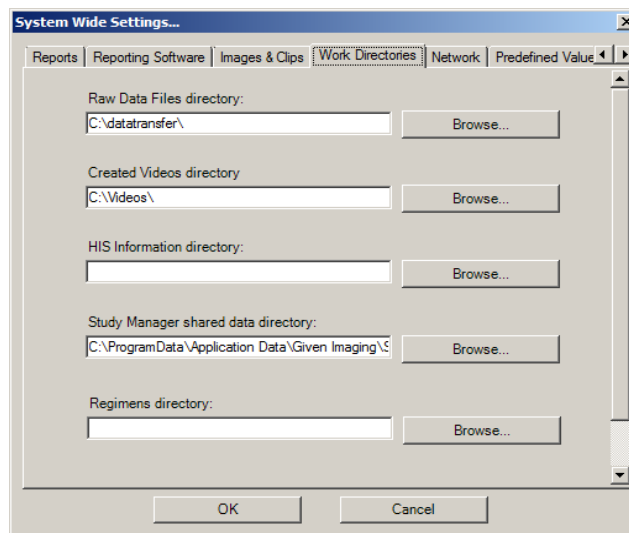 System Wide Settings...
Reports Reporting Software Images & Clips Work Directories Network Predefined Value
Raw Data Files directory:
C:\datatransfer\ Browse...
Created Videos directory
C:\Videos\ Browse...
HIS Information directory:
Browse...
Study Manager shared data directory:
C:\ProgramData\Application Data\Given Imaging\S Browse...
Regimens directory:
Browse...
OK Cancel